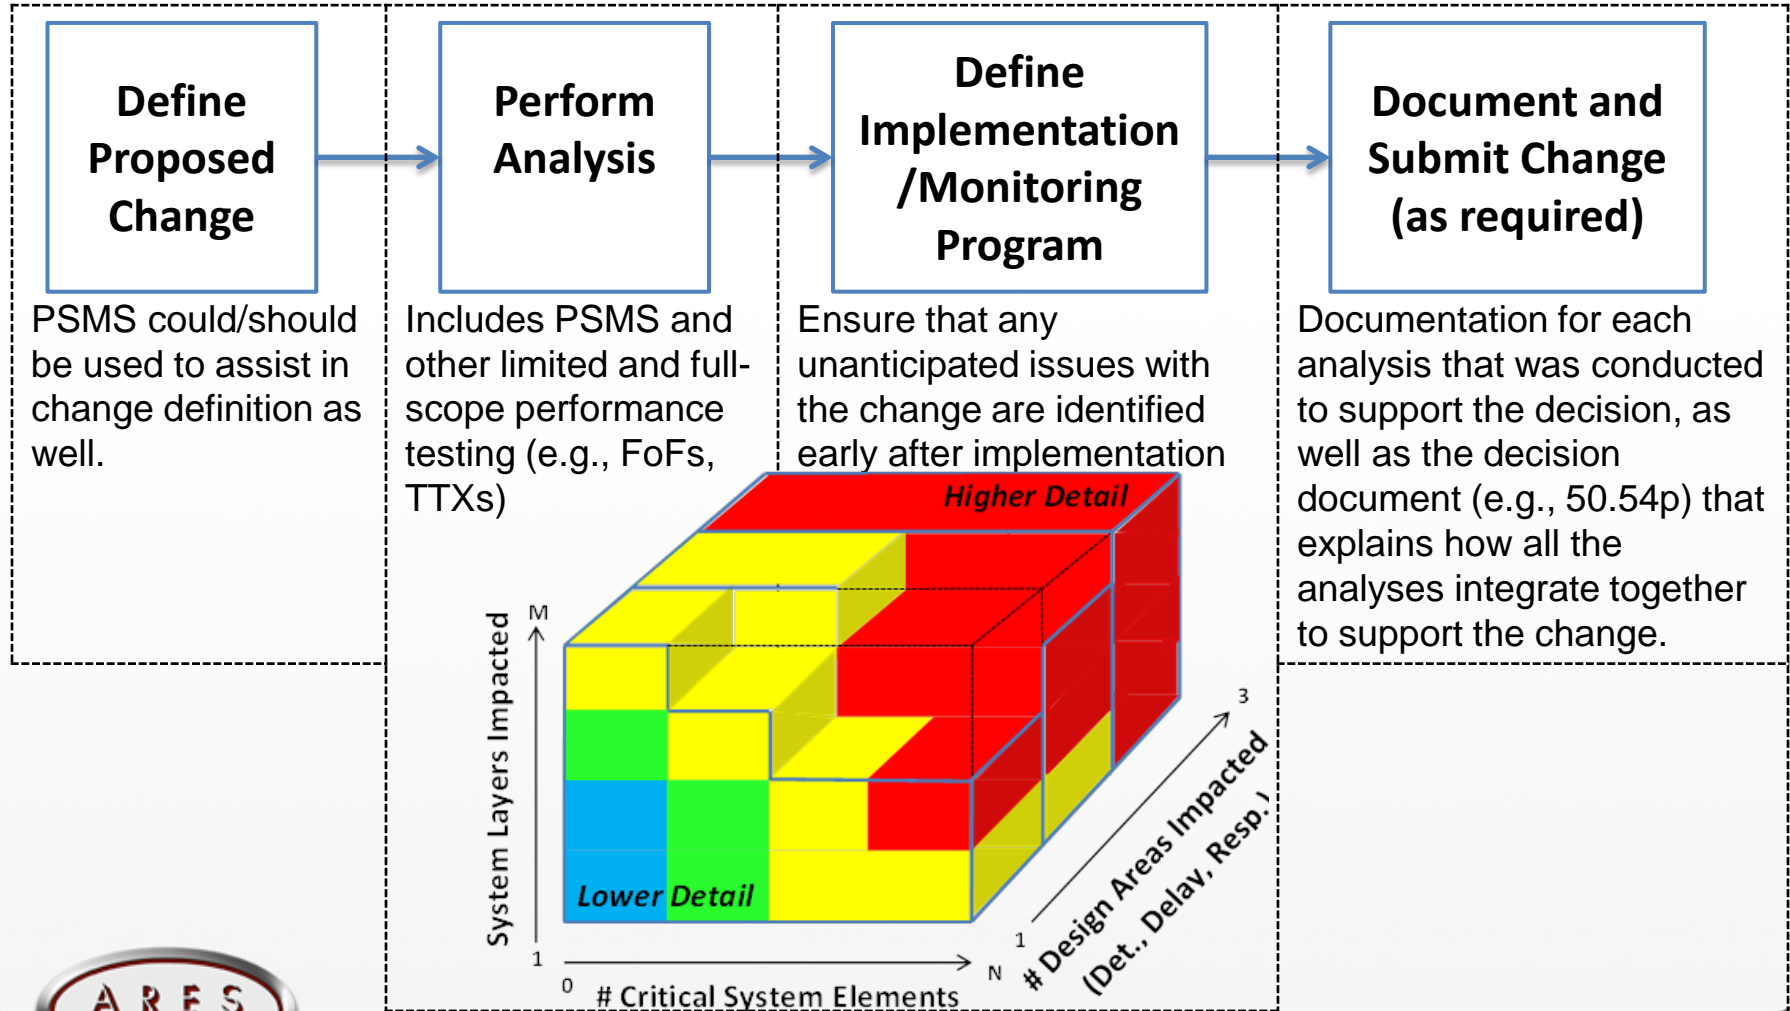 Define
Proposed
Change
Perform
Analysis
Define
Implementation
/Monitoring
Program
Document and
Submit Change
(as required)
PSMS could/should
be used to assist in
change definition as
well.
Includes PSMS and
other limited and full-
scope performance
testing (e.g., FoFs,
TTXs)
Ensure that any
unanticipated issues with
the change are identified
early after implementation
Documentation for each
analysis that was conducted
to support the decision, as
well as the decision
document (e.g., 50.54p) that
explains how all the
analyses integrate together
to support the change.
Higher Detail
Lower Detail
System Layers Impacted
M
1
0
# Critical System Elements
N
1
# Design Areas Impacted
(Det., Delay, Resp.)
3
ARES